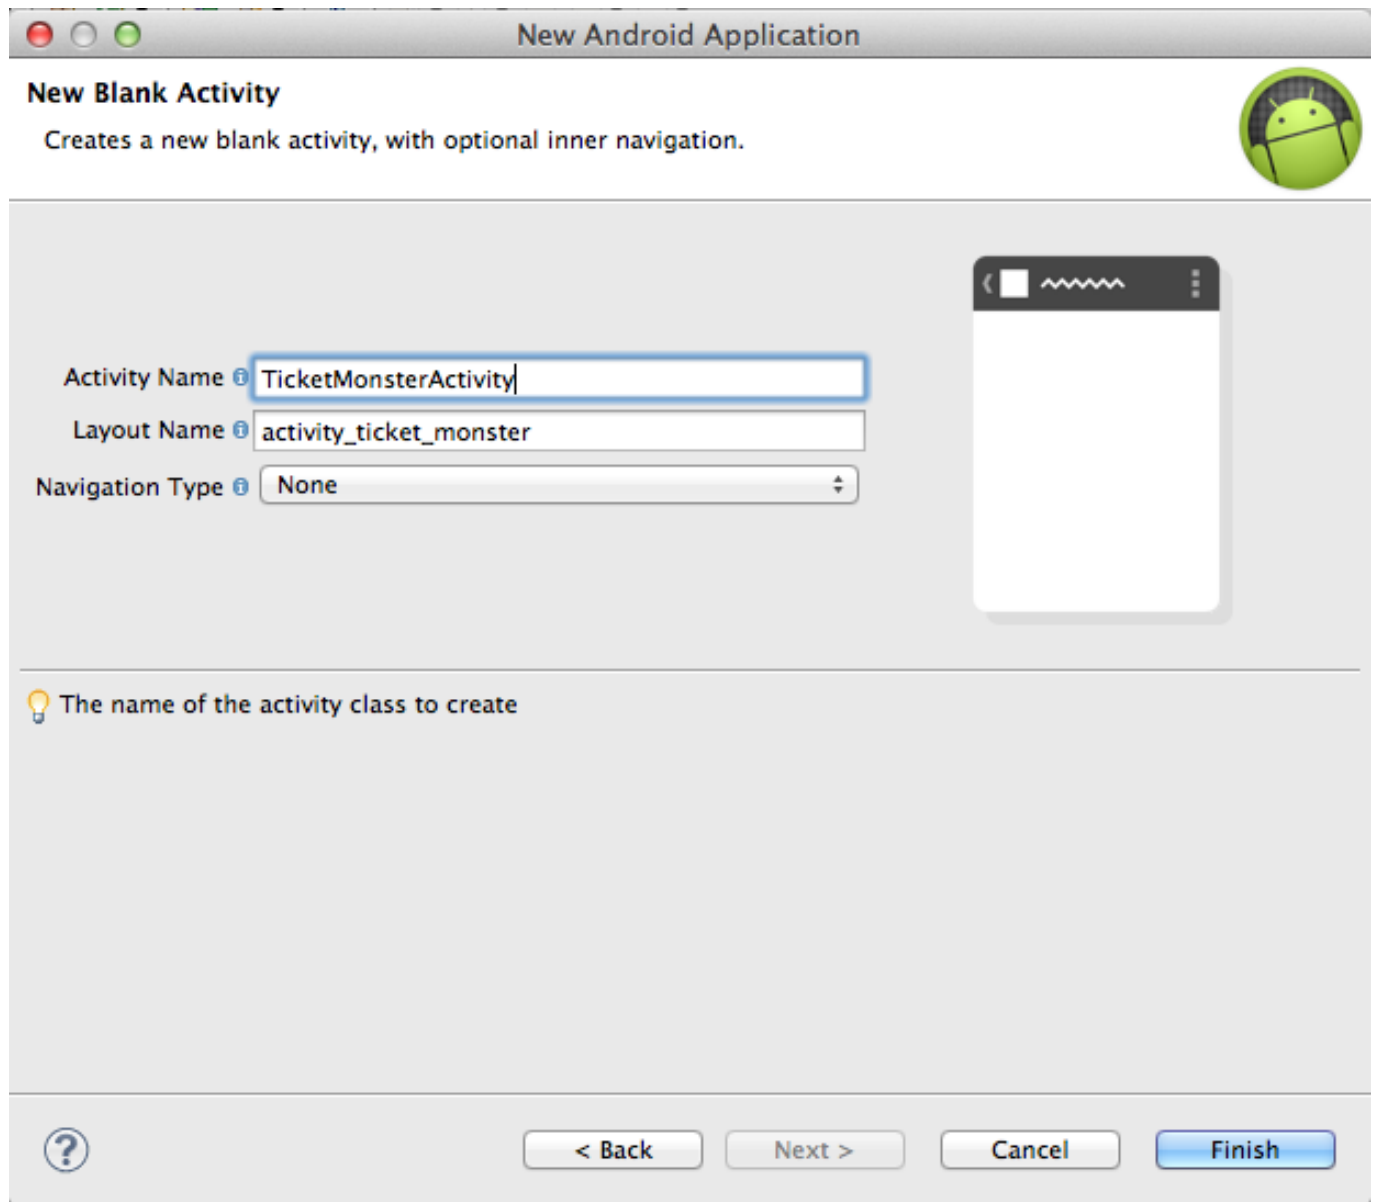 New Android Application
New Blank Activity
Creates a new blank activity, with optional inner navigation.
Activity Name TicketMonsterActivity
Layout Name activity_ticket_monster
Navigation Type None
The name of the activity class to create
? < Back Next > Cancel Finish